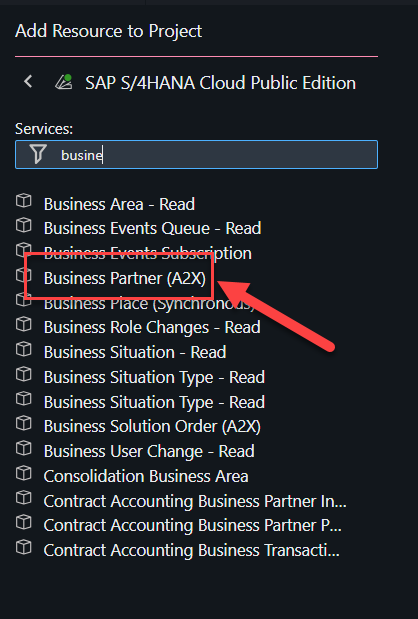 Add Resource to Project
SAP S/4HANA Cloud Public Edition
Services:
busine
Business Area - Read
Business Events Queue - Read
Business Events Subscription
Business Partner (A2X)
Business Place (Synchronous)
Business Role Changes - Read
Business Situation - Read
Business Situation Type - Read
Business Situation Type - Read
Business Solution Order (A2X)
Business User Change - Read
Consolidation Business Area
Contract Accounting Business Partner In...
Contract Accounting Business Partner P...
Contract Accounting Business Transacti...